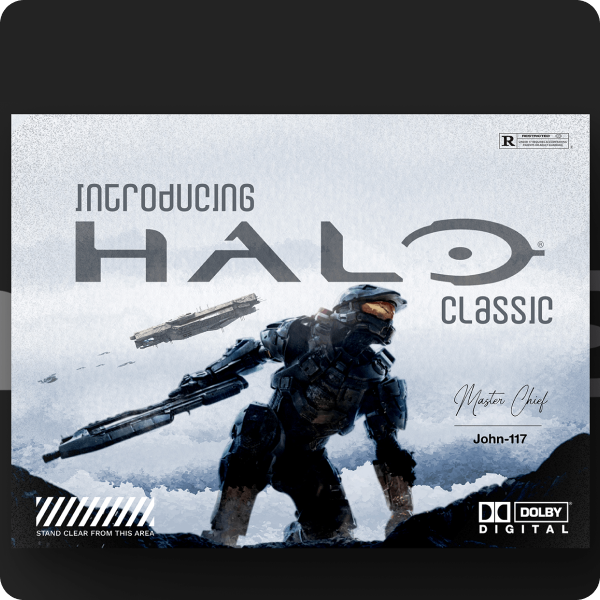 R RESTRICTED
INTRODUCING
HALO®
CLASSIC
Master Chief
John-117
STAND CLEAR FROM THIS AREA
DOLBY®
DIGITAL